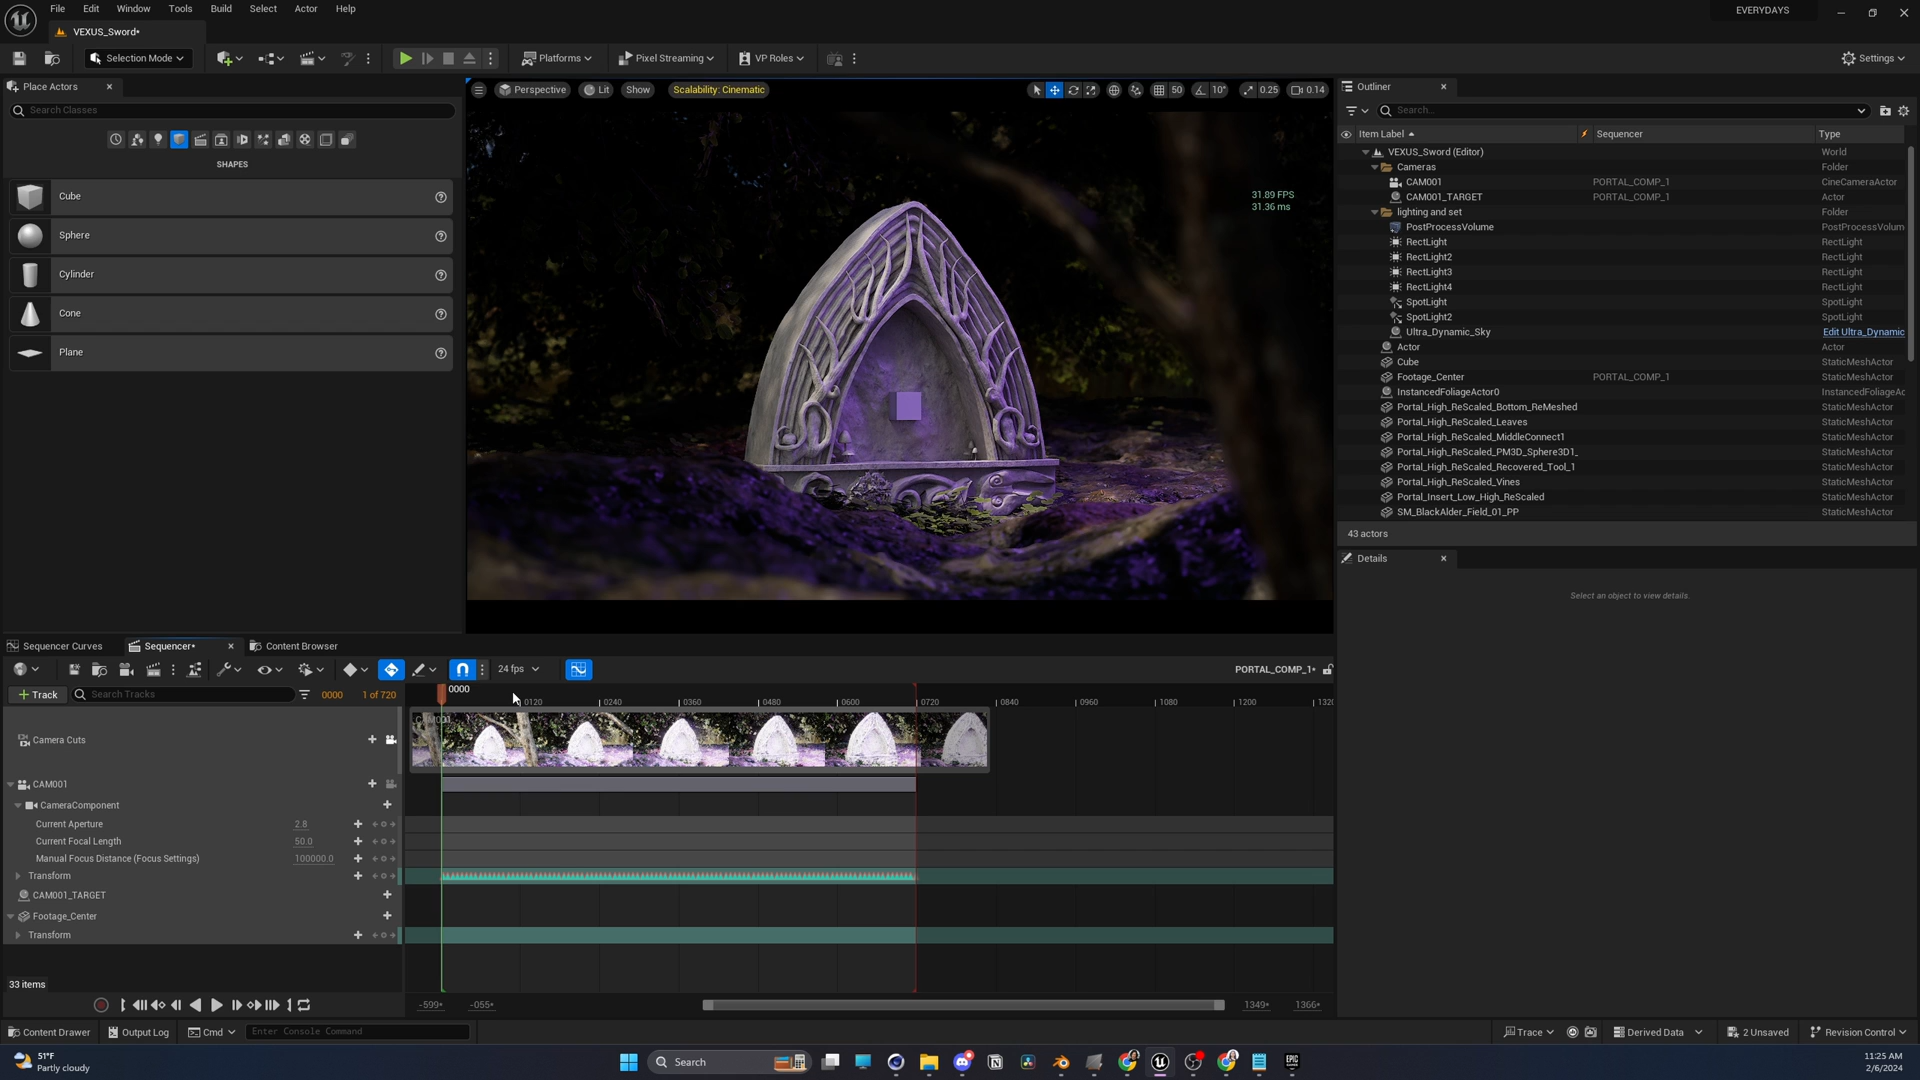 File Edit Window Tools Build Select Actor Help
EVERYDAYS
VEXUS_Sword•
Selection Mode
Platforms
Pixel Streaming
VP Roles
Settings
Place Actors
Search Classes
SHAPES
Cube
Sphere
Cylinder
Cone
Plane
Perspective
Lit
Show
Scalability: Cinematic
50
10°
0.25
0.14
31.89 FPS
31.36 ms
Outliner
Search...
Item Label Sequencer Type
VEXUS_Sword (Editor) World
Cameras Folder
CAM001 PORTAL_COMP_1 CineCameraActor
CAM001_TARGET PORTAL_COMP_1 Actor
lighting and set Folder
PostProcessVolume PostProcessVolum
RectLight RectLight
RectLight2 RectLight
RectLight3 RectLight
RectLight4 RectLight
SpotLight SpotLight
SpotLight2 SpotLight
Ultra_Dynamic_Sky Edit Ultra_Dynamic
Actor Actor
Cube StaticMeshActor
Footage_Center PORTAL_COMP_1 StaticMeshActor
InstancedFoliageActor0 InstancedFoliageAc
Portal_High_ReScaled_Bottom_ReMeshed StaticMeshActor
Portal_High_ReScaled_Leaves StaticMeshActor
Portal_High_ReScaled_MiddleConnect1 StaticMeshActor
Portal_High_ReScaled_PM3D_Sphere3D1_ StaticMeshActor
Portal_High_ReScaled_Recovered_Tool_1 StaticMeshActor
Portal_High_ReScaled_Vines StaticMeshActor
Portal_Insert_Low_High_ReScaled StaticMeshActor
SM_BlackAlder_Field_01_PP StaticMeshActor
43 actors
Details
Select an object to view details.
Sequencer Curves
Sequencer•
Content Browser
24 fps
PORTAL_COMP_1•
Track
Search Tracks
0000
1 of 720
0000
0120 0240 0360 0480 0600 0720 0840 0960 1080 1200 1320
CAM001
Camera Cuts
CAM001
CameraComponent
Current Aperture 2.8
Current Focal Length 50.0
Manual Focus Distance (Focus Settings) 100000.0
Transform
CAM001_TARGET
Footage_Center
Transform
33 items
-599+ -055+ 1349+ 1366+
Content Drawer
Output Log
Cmd
Enter Console Command
Trace
Derived Data
2 Unsaved
Revision Control
51°F
Partly cloudy
Search
EPIC
11:25 AM
2/6/2024